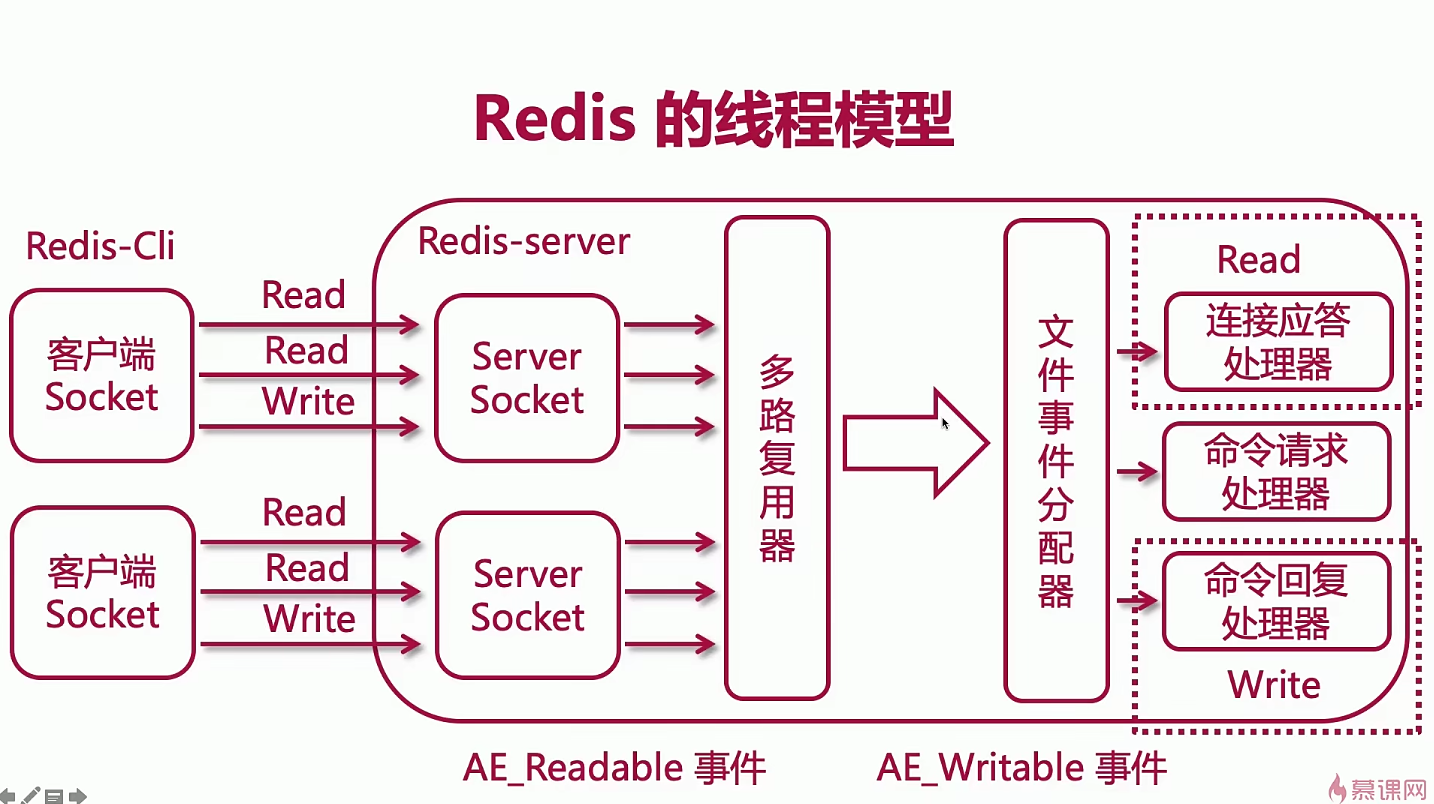 Redis 的线程模型
Redis-Cli
客户端
Socket
Read
Read
Write
客户端
Socket
Read
Read
Write
Redis-server
Server
Socket
Server
Socket
多路复用器
文件事件分配器
Read
连接应答
处理器
命令请求
处理器
命令回复
处理器
Write
AE_Readable 事件
AE_Writable 事件
慕课网